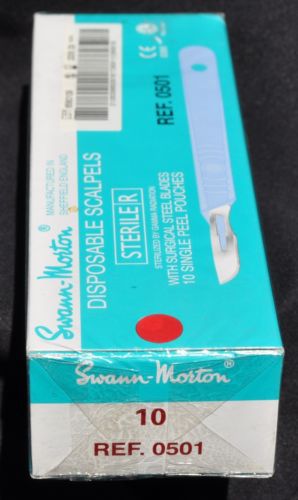 Swann-Morton®
MANUFACTURED IN
SHEFFIELD ENGLAND
DISPOSABLE SCALPELS
STERILE R
STERILIZED BY GAMMA RADIATION
WITH SURGICAL STEEL BLADES
10 SINGLE PEEL POUCHES
REF. 0501
CE
Swann-Morton®
10
REF. 0501